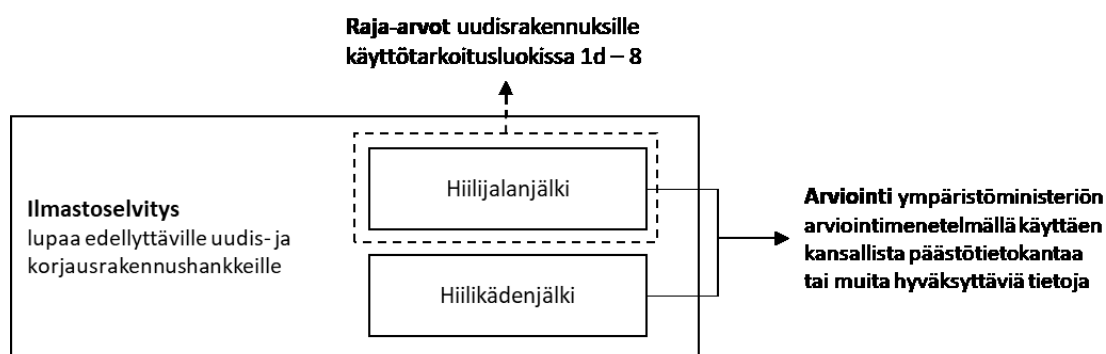 Raja-arvot uudisrakennuksille
käyttötarkoitusluokissa 1d – 8
Hiilijalanjälki
Ilmastoselvitys
lupaa edellyttäville uudis- ja
korjausrakennushankkeille
Hiilikädenjälki
Arviointi ympäristöministeriön
arviointimenetelmällä käyttäen
kansallista päästötietokantaa
tai muita hyväksyttäviä tietoja